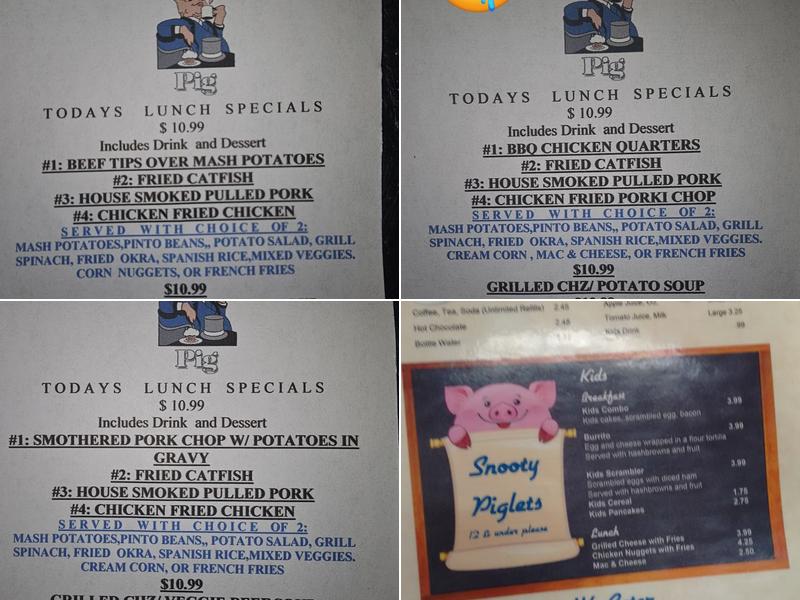 Pig
TODAYS LUNCH SPECIALS
$ 10.99
Includes Drink and Dessert
#1: BEEF TIPS OVER MASH POTATOES
#2: FRIED CATFISH
#3: HOUSE SMOKED PULLED PORK
#4: CHICKEN FRIED CHICKEN
SERVED WITH CHOICE OF 2:
MASH POTATOES,PINTO BEANS,, POTATO SALAD, GRILL
SPINACH, FRIED OKRA, SPANISH RICE,MIXED VEGGIES.
CORN NUGGETS, OR FRENCH FRIES
$10.99
Pig
TODAYS LUNCH SPECIALS
$ 10.99
Includes Drink and Dessert
#1: BBQ CHICKEN QUARTERS
#2: FRIED CATFISH
#3: HOUSE SMOKED PULLED PORK
#4: CHICKEN FRIED PORKI CHOP
SERVED WITH CHOICE OF 2:
MASH POTATOES,PINTO BEANS,, POTATO SALAD, GRILL
SPINACH, FRIED OKRA, SPANISH RICE,MIXED VEGGIES.
CREAM CORN , MAC & CHEESE, OR FRENCH FRIES
$10.99
GRILLED CHZ/ POTATO SOUP
Pig
TODAYS LUNCH SPECIALS
$ 10.99
Includes Drink and Dessert
#1: SMOTHERED PORK CHOP W/ POTATOES IN
GRAVY
#2: FRIED CATFISH
#3: HOUSE SMOKED PULLED PORK
#4: CHICKEN FRIED CHICKEN
SERVED WITH CHOICE OF 2:
MASH POTATOES,PINTO BEANS,, POTATO SALAD, GRILL
SPINACH, FRIED OKRA, SPANISH RICE,MIXED VEGGIES.
CREAM CORN, OR FRENCH FRIES
$10.99
Coffee, Tea, Soda (Unlimited Refills) 2.45
Hot Chocolate 2.45
Bottle Water
Apple Juice,
Tomato Juice, Milk Large 3.25
Kids Drink .99
Snooty
Piglets
12 & under please
Kids
Breakfast
Kids Combo 3.99
Kids cakes, scrambled egg, bacon
Burrito 3.99
Egg and cheese wrapped in a flour tortilla
Served with hashbrowns and fruit
Kids Scrambler 3.99
Scrambled eggs with diced ham
Served with hashbrowns and fruit
Kids Cereal 1.75
Kids Pancakes 2.75
Lunch
Grilled Cheese with Fries 3.99
Chicken Nuggets with Fries 4.25
Mac & Cheese 2.50